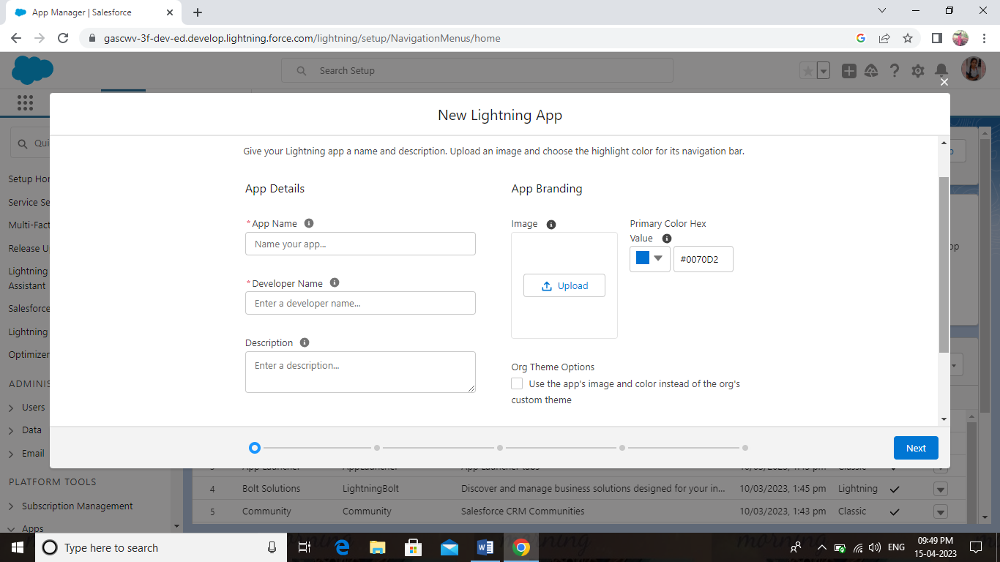 App Manager | Salesforce
gascwv-3f-dev-ed.develop.lightning.force.com/lightning/setup/NavigationMenus/home
Search Setup
New Lightning App
Give your Lightning app a name and description. Upload an image and choose the highlight color for its navigation bar.
App Details
App Branding
*App Name
Name your app...
*Developer Name
Enter a developer name...
Description
Enter a description...
Image
Upload
Primary Color Hex
Value
#0070D2
Org Theme Options
Use the app's image and color instead of the org's
custom theme
Next
Setup
Service
Release
Lightning
Assistant
Salesforce
Lightning
Optimizer
Users
Data
Email
PLATFORM TOOLS
Subscription Management
Apps
4 Bolt Solutions LightningBolt Discover and manage business solutions designed for your in... 10/03/2023, 1:45 pm Lightning
5 Community Community Salesforce CRM Communities 10/03/2023, 1:43 pm Classic
Type here to search
ENG
09:49 PM
15-04-2023